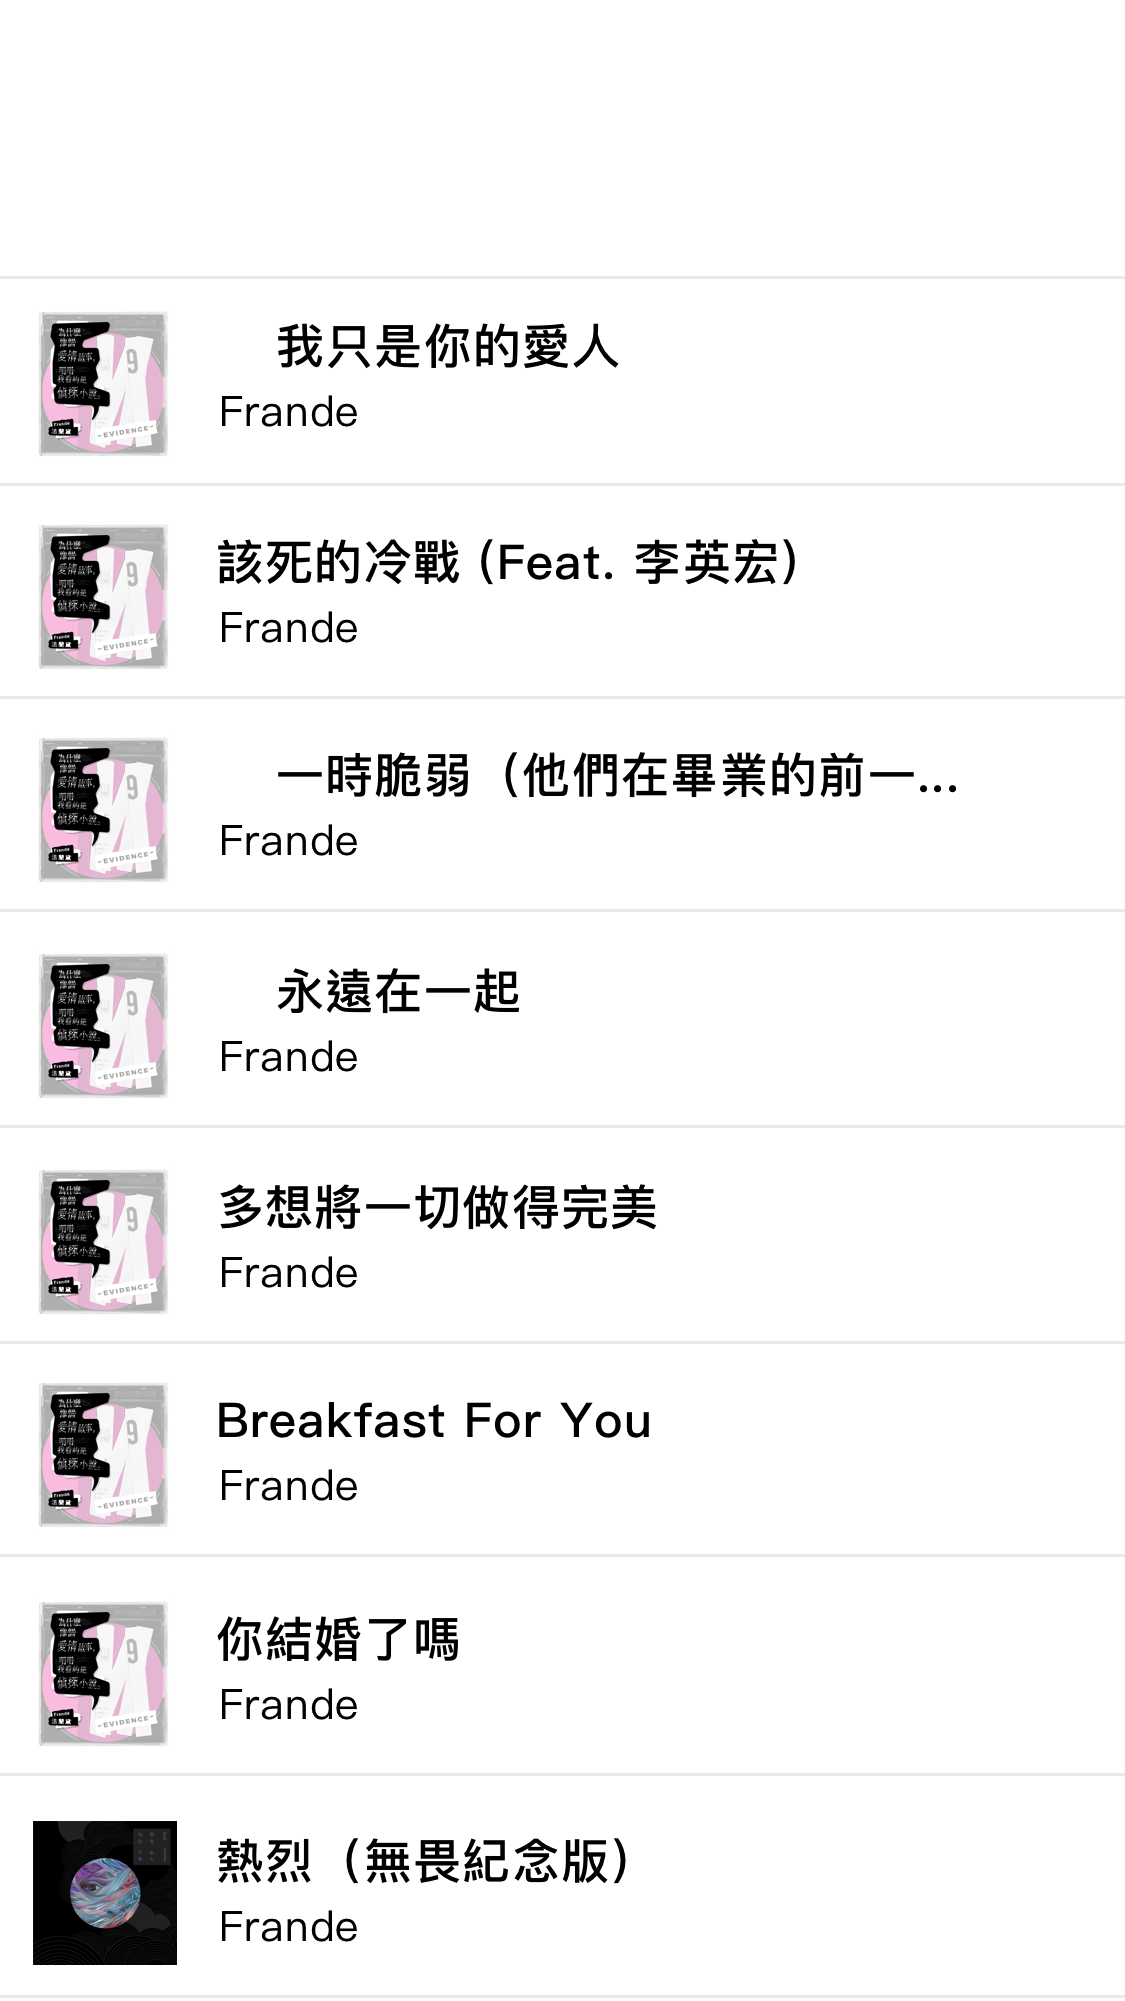 我只是你的愛人
Frande
該死的冷戰 (Feat. 李英宏)
Frande
一時脆弱（他們在畢業的前一...
Frande
永遠在一起
Frande
多想將一切做得完美
Frande
Breakfast For You
Frande
你結婚了嗎
Frande
熱烈（無畏紀念版）
Frande